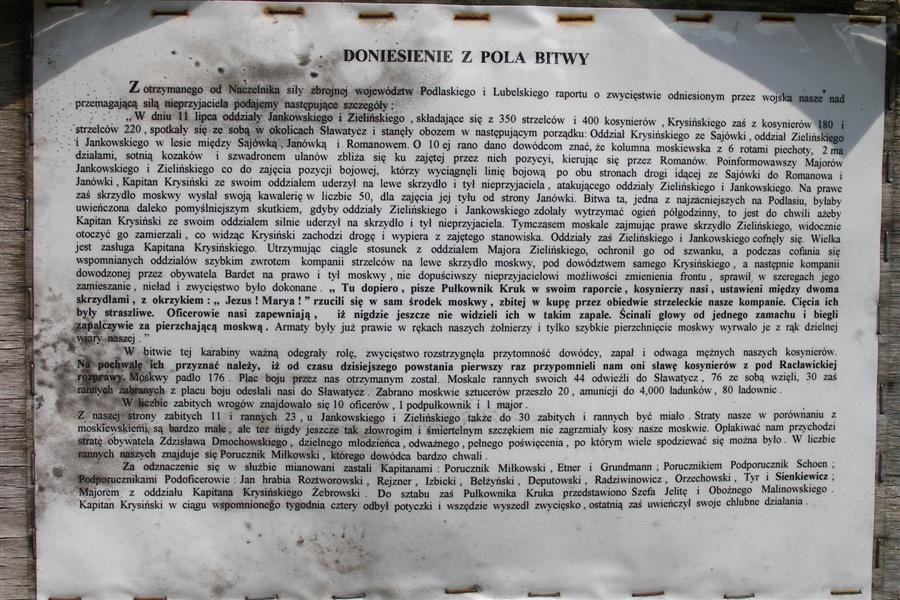 DONIESIENIE Z POLA BITWY
Z otrzymanego od Naczelnika siły zbrojnej województw Podlaskiego i Lubelskiego raportu o zwycięstwie odniesionym przez wojska nasze nad
przemagającą siłą nieprzyjaciela podajemy następujące szczegóły :
„ W dniu 11 lipca oddziały Jankowskiego i Zielińskiego , składające się z 350 strzelców i 400 kosynierów , Krysińskiego zaś z kosynierów 180 i
strzelców 220 , spotkały się ze sobą w okolicach Sławatycz i stanęły obozem w następującym porządku: Oddział Krysińskiego ze Sajówki , oddział Zielińskiego
i Jankowskiego w lesie między Sajówką , Janówką i Romanowem. O 10 ej rano dano dowódcom znać, że kolumna moskiewska z 6 rotami piechoty, 2 ma
działami, sotnią kozaków i szwadronem ułanów zbliża się ku zajętej przez nich pozycyi, kierując się przez Romanów. Poinformowawszy Majorów
Jankowskiego i Zielińskiego co do zajęcia pozycji bojowej, którzy wyciągnęli linię bojową po obu stronach drogi idącej ze Sajówki do Romanowa i
Janówki , Kapitan Krysiński ze swoim oddziałem uderzył na lewe skrzydło i tył nieprzyjaciela, atakującego oddziały Zielińskiego i Jankowskiego. Na prawe
zaś skrzydło moskwy wysłał swoją kawalerię w liczbie 50, dla zajęcia jej tyłu od strony Janówki. Bitwa ta, jedna z najzaciejszych na Podlasiu, byłaby
uwieńczona daleko pomyślniejszym skutkiem, gdyby oddziały Zielińskiego i Jankowskiego zdołały wytrzymać ogień półgodzinny, to jest do chwili ażeby
Kapitan Krysiński ze swoim oddziałem silnie uderzył na skrzydło i tył nieprzyjaciela. Tymczasem moskale zajmując prawe skrzydło Zielińskiego, widocznie
otoczyć go zamierzali , co widząc Krysiński zachodzi drogę i wypiera z zajętego stanowiska. Oddziały zaś Zielińskiego i Jankowskiego cofnęły się. Wielka
jest zasługa Kapitana Krysińskiego. Utrzymując ciągłe stosunek z oddziałem Majora Zielińskiego, ochronił go od szwanku, a podczas cofania się
wspomnianych oddziałów szybkim zwrotem kompanii strzelców na lewe skrzydło moskwy, pod dowództwem samego Krysińskiego , a następnie kompanii
dowodzonej przez obywatela Bardet na prawo i tył moskwy , nie dopuściwszy nieprzyjacielowi możliwości zmienienia frontu , sprawił w szeregach jego
zamieszanie , nieład i zwycięstwo było dokonane . „ Tu dopiero , pisze Pułkownik Kruk w swoim raporcie, kosynierzy nasi , ustawieni między dwoma
skrzydłami , z okrzykiem : „ Jezus ! Marya ! ” rzucili się w sam środek moskwy , zbitej w kupę przez obiedwie strzeleckie nasze kompanie. Cięcia ich
były straszliwe. Oficerowie nasi zapewniają , iż nigdzie jeszcze nie widzieli ich w takim zapale. Ścinali głowy od jednego zamachu i biegli
zapalczywie za pierzchającą moskwą . Armaty były już prawie w rękach naszych żołnierzy i tylko szybkie pierzchnięcie moskwy wyrwało je z rąk dzielnej
wiary naszej . ”
W bitwie tej karabiny ważną odegrały rolę, zwycięstwo rozstrzygnęła przytomność dowódcy, zapał i odwaga mężnych naszych kosynierów.
Na pochwałę ich przyznać należy, iż od czasu dzisiejszego powstania pierwszy raz przypomnieli nam oni sławę kosynierów z pod Racławickiej
rozprawy. Moskwy padło 176 . Plac boju przez nas otrzymanym został. Moskale rannych swoich 44 odwieźli do Sławatycz , 76 ze sobą wzięli, 30 zaś
rannych zabranych z placu boju odesłali nasi do Sławatycz . Zabrano moskwie sztucerów przeszło 20 , amunicji do 4,000 ładunków , 80 ładownic .
W liczbie zabitych wrogów znajdowało się 10 oficerów , 1 podpułkownik i 1 major .
Z naszej strony zabitych 11 i rannych 23 , u Jankowskiego i Zielińskiego także do 30 zabitych i rannych być miało . Straty nasze w porównaniu z
moskiewskiemi są bardzo małe , ale też nigdy jeszcze tak złowrogim i śmiertelnym szczękiem nie zagrzmiały kosy nasze moskwie. Opłakiwać nam przychodzi
stratę obywatela Zdzisława Dmochowskiego , dzielnego młodzieńca , odważnego , pełnego poświęcenia , po którym wiele spodziewać się można było . W liczbie
rannych naszych znajduje się Porucznik Miłkowski , którego dowódca bardzo chwali .
Za odznaczenie się w służbie mianowani zastali Kapitanami : Porucznik Miłkowski , Etner i Grundmann ; Porucznikiem Podporucznik Schoen ;
Podporucznikami Podoficerowie : Jan hrabia Roztworowski , Rejzner , Izbicki , Bełżyński , Deputowski , Radziwinowicz , Orzechowski , Tyr i Sienkiewicz ;
Majorem z oddziału Kapitana Krysińskiego Żebrowski . Do sztabu zaś Pułkownika Kruka przedstawiono Szefa Jelitę i Oboźnego Malinowskiego .
Kapitan Krysiński w ciągu wspomnionego tygodnia cztery odbył potyczki i wszędzie wyszedł zwycięsko , ostatnią zaś uwieńczył swoje chlubne działania .